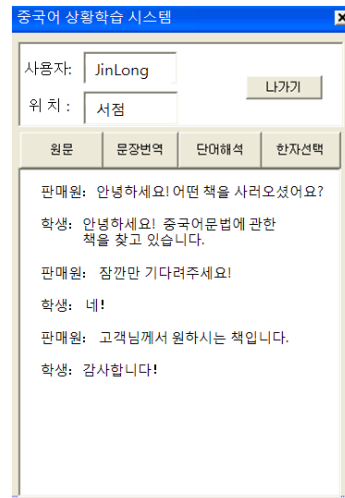 중국어 상황학습 시스템
사용자: JinLong
나가기
위 치 : 서점
원문 문장번역 단어해석 한자선택
판매원: 안녕하세요! 어떤 책을 사러오셨어요?
학생: 안녕하세요! 중국어문법에 관한
책을 찾고 있습니다.
판매원: 잠깐만 기다려주세요!
학생: 네!
판매원: 고객님께서 원하시는 책입니다.
학생: 감사합니다!